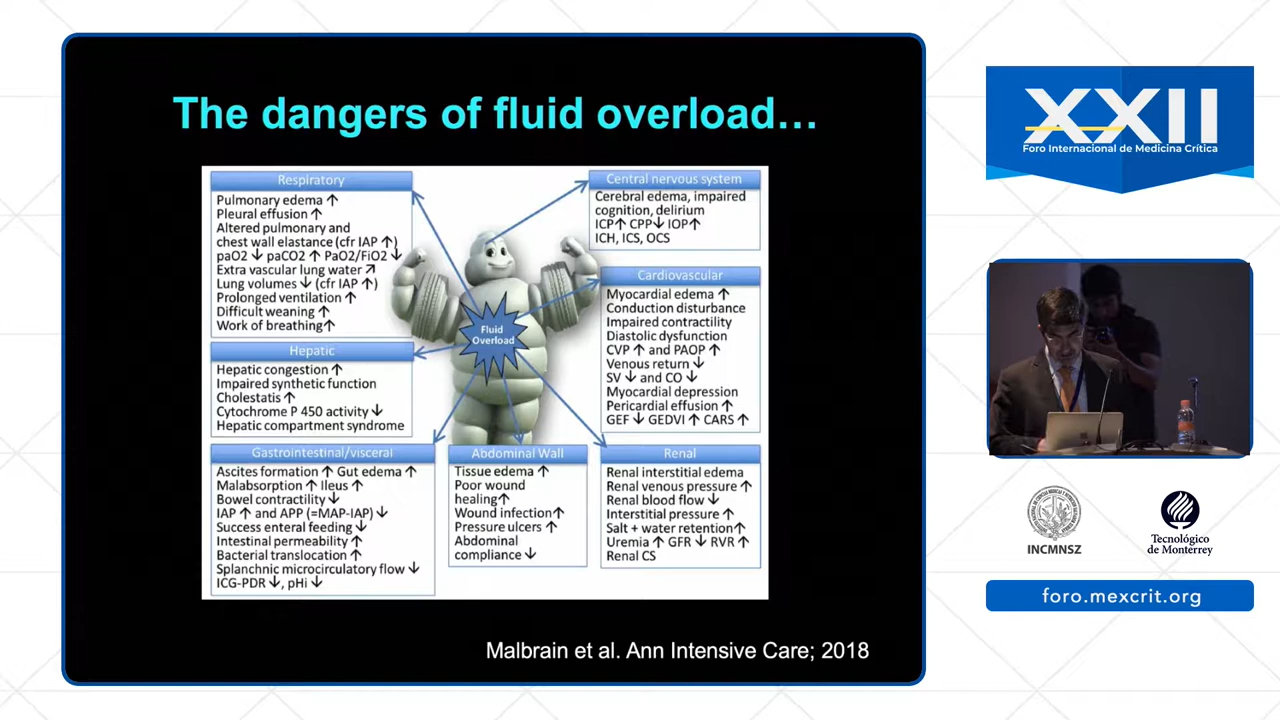 The dangers of fluid overload…
Respiratory
Pulmonary edema ↑
Pleural effusion ↑
Altered pulmonary and
chest wall elastance (cfr IAP ↑)
paO2 ↓ paCO2 ↑ PaO2/FiO2 ↓
Extra vascular lung water ↗
Lung volumes ↓ (cfr IAP ↑)
Prolonged ventilation ↑
Difficult weaning ↑
Work of breathing↑
Hepatic
Hepatic congestion ↑
Impaired synthetic function
Cholestatis ↑
Cytochrome P 450 activity ↓
Hepatic compartment syndrome
Gastrointestinal/visceral
Ascites formation ↑ Gut edema ↑
Malabsorption ↑ Ileus ↑
Bowel contractility ↓
IAP ↑ and APP (=MAP-IAP) ↓
Success enteral feeding ↓
Intestinal permeability ↑
Bacterial translocation ↑
Splanchnic microcirculatory flow ↓
ICG-PDR ↓, pHi ↓
Fluid
Overload
Abdominal Wall
Tissue edema ↑
Poor wound
healing↑
Wound infection↑
Pressure ulcers ↑
Abdominal
compliance ↓
Central nervous system
Cerebral edema, impaired
cognition, delirium
ICP↑ CPP↓ IOP↑
ICH, ICS, OCS
Cardiovascular
Myocardial edema ↑
Conduction disturbance
Impaired contractility
Diastolic dysfunction
CVP ↑ and PAOP ↑
Venous return ↓
SV ↓ and CO ↓
Myocardial depression
Pericardial effusion ↑
GEF ↓ GEDVI ↑ CARS ↑
Renal
Renal interstitial edema
Renal venous pressure ↑
Renal blood flow ↓
Interstitial pressure ↑
Salt + water retention↑
Uremia ↑ GFR ↓ RVR ↑
Renal CS
Malbrain et al. Ann Intensive Care; 2018
XXII
Foro Internacional de Medicina Crítica
INCMNSZ
Tecnológico
de Monterrey
foro.mexcrit.org